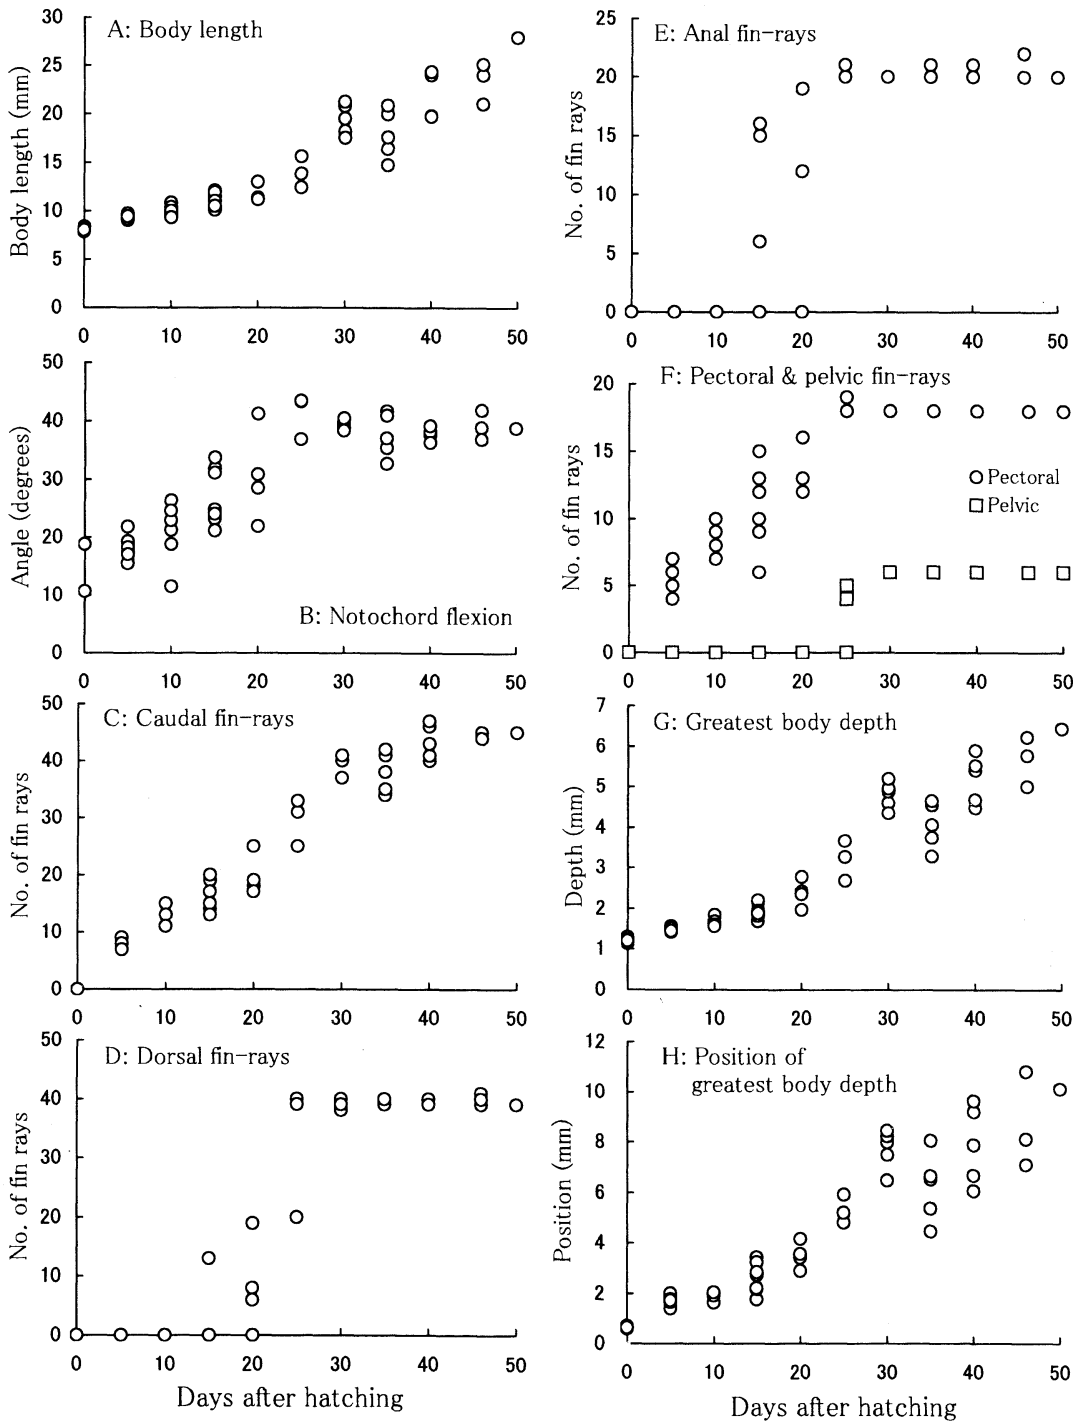 A: Body length
Body length (mm)
30
25
20
15
10
5
0
0 10 20 30 40 50
B: Notochord flexion
Angle (degrees)
50
40
30
20
10
0
0 10 20 30 40 50
C: Caudal fin-rays
No. of fin rays
50
40
30
20
10
0
0 10 20 30 40 50
D: Dorsal fin-rays
No. of fin rays
50
40
30
20
10
0
0 10 20 30 40 50
Days after hatching
E: Anal fin-rays
No. of fin rays
25
20
15
10
5
0
0 10 20 30 40 50
F: Pectoral & pelvic fin-rays
No. of fin rays
20
15
10
5
0
Pectoral
Pelvic
0 10 20 30 40 50
G: Greatest body depth
Depth (mm)
7
6
5
4
3
2
1
0
0 10 20 30 40 50
H: Position of
greatest body depth
Position (mm)
12
10
8
6
4
2
0
0 10 20 30 40 50
Days after hatching